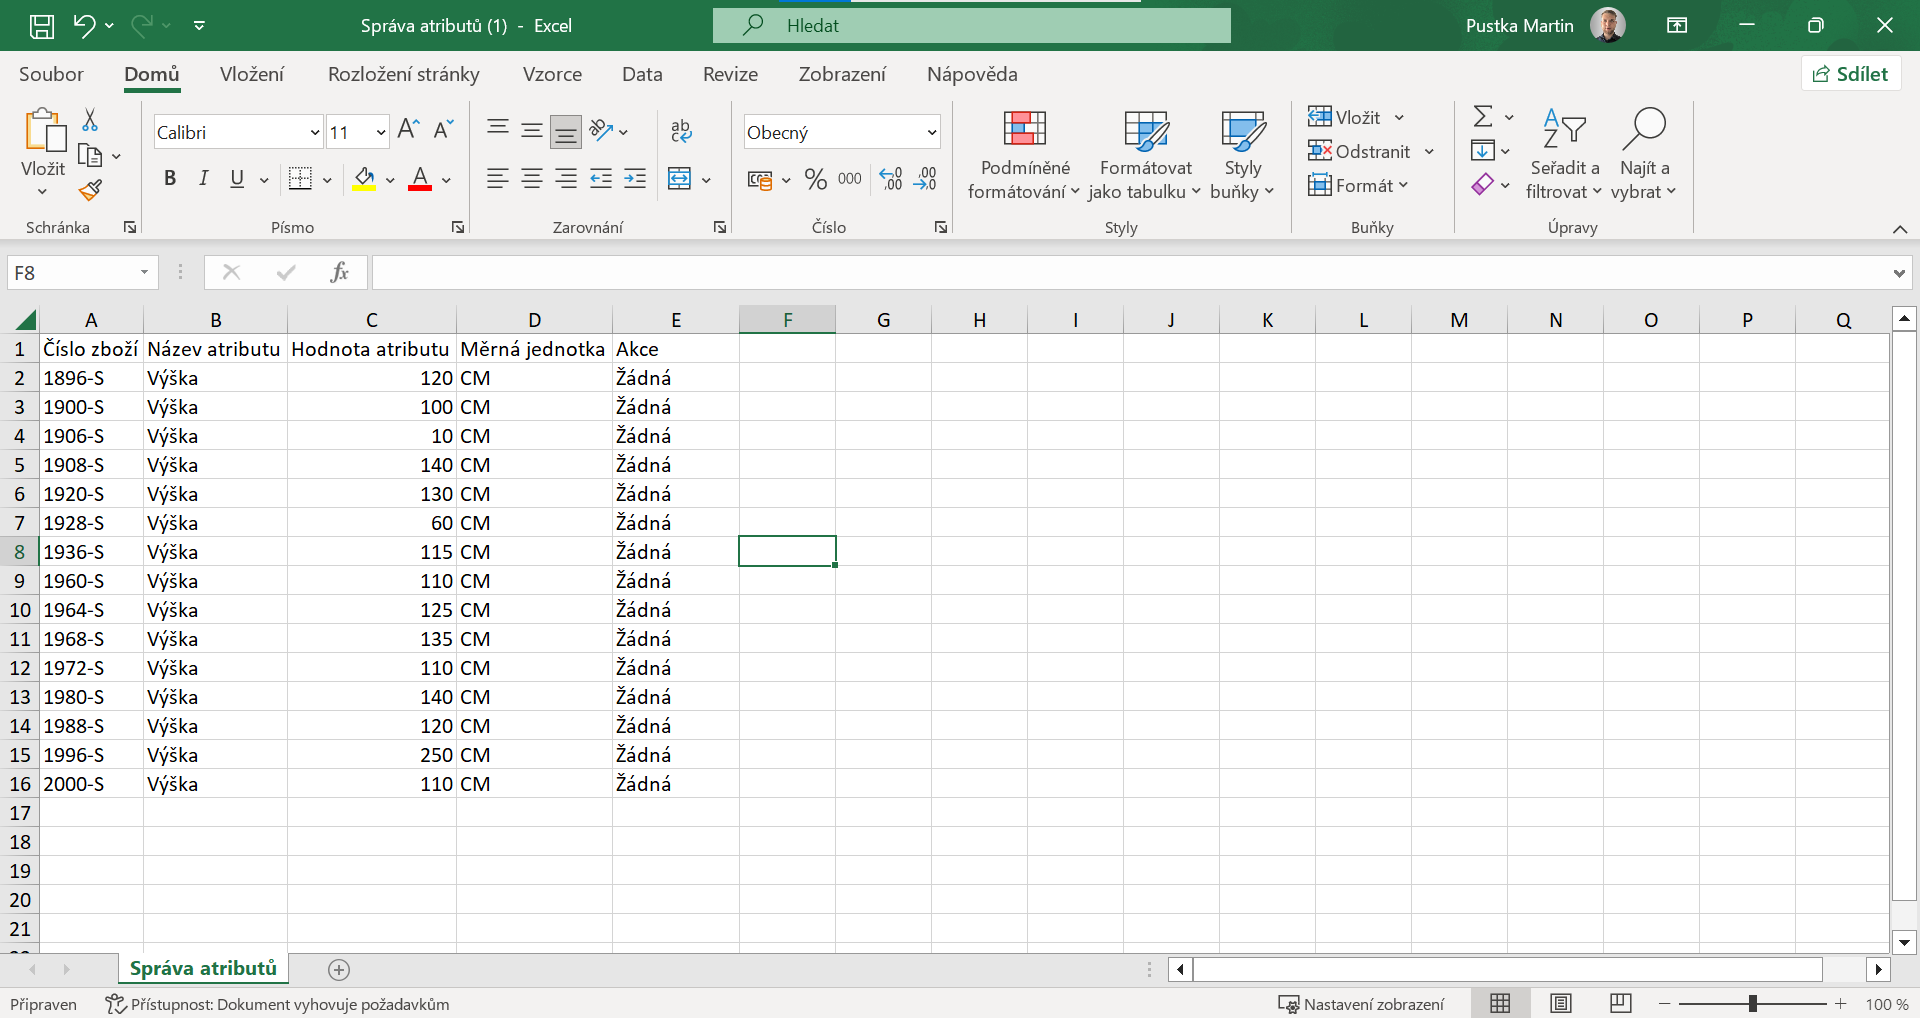 Správa atributů (1) - Excel
Hledat
Pustka Martin
Soubor Domů Vložení Rozložení stránky Vzorce Data Revize Zobrazení Nápověda
Sdílet
Vložit
Schránka
Calibri 11
B I U A
Písmo
ab
Zarovnání
Obecný
% 000 ,00 ,00
Číslo
Podmíněné formátování
Formátovat jako tabulku
Styly buňky
Styly
Vložit
Odstranit
Formát
Buňky
Seřadit a filtrovat
Najít a vybrat
Úpravy
F8
fx
A B C D E F G H I J K L M N O P Q
1 Číslo zboží Název atributu Hodnota atributu Měrná jednotka Akce
2 1896-S Výška 120 CM Žádná
3 1900-S Výška 100 CM Žádná
4 1906-S Výška 10 CM Žádná
5 1908-S Výška 140 CM Žádná
6 1920-S Výška 130 CM Žádná
7 1928-S Výška 60 CM Žádná
8 1936-S Výška 115 CM Žádná
9 1960-S Výška 110 CM Žádná
10 1964-S Výška 125 CM Žádná
11 1968-S Výška 135 CM Žádná
12 1972-S Výška 110 CM Žádná
13 1980-S Výška 140 CM Žádná
14 1988-S Výška 120 CM Žádná
15 1996-S Výška 250 CM Žádná
16 2000-S Výška 110 CM Žádná
17
18
19
20
21
Správa atributů
Připraven
Přístupnost: Dokument vyhovuje požadavkům
Nastavení zobrazení
100 %